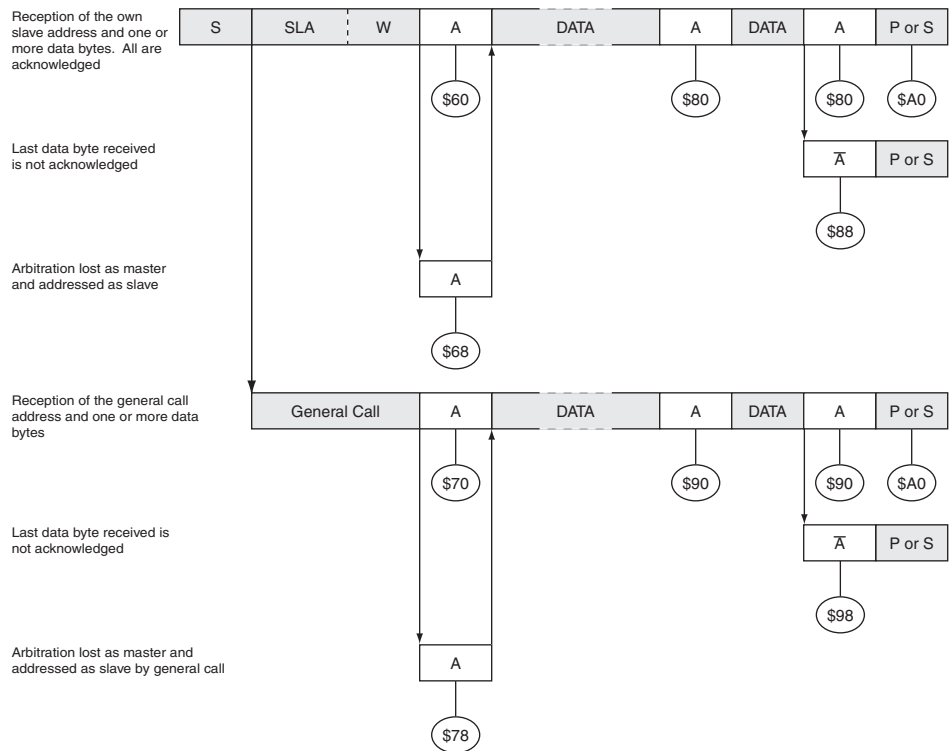 Reception of the own
slave address and one or
more data bytes. All are
acknowledged
S SLA W A DATA A DATA A P or S
$60 $80 $80 $A0
Last data byte received
is not acknowledged
A̅ P or S
$88
Arbitration lost as master
and addressed as slave
A
$68
Reception of the general call
address and one or more data
bytes
General Call A DATA A DATA A P or S
$70 $90 $90 $A0
Last data byte received is
not acknowledged
A̅ P or S
$98
Arbitration lost as master and
addressed as slave by general call
A
$78